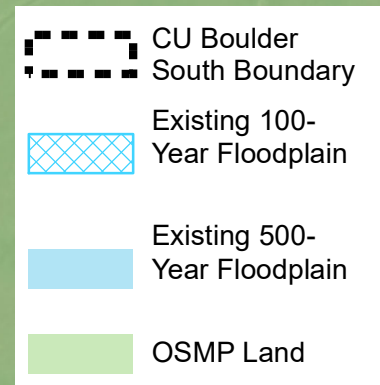 CU Boulder
South Boundary
Existing 100-
Year Floodplain
Existing 500-
Year Floodplain
OSMP Land